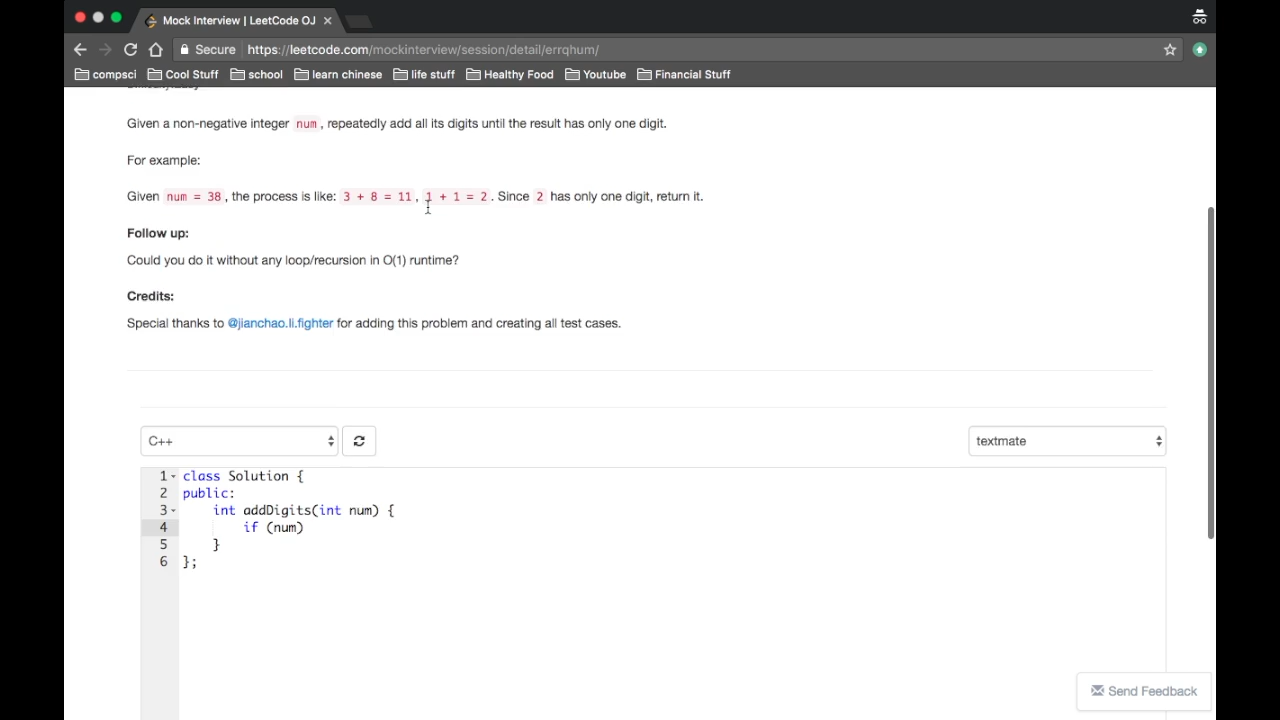 Mock Interview | LeetCode OJ
Secure https://leetcode.com/mockinterview/session/detail/errqhum/
compsci Cool Stuff school learn chinese life stuff Healthy Food Youtube Financial Stuff
Given a non-negative integer num, repeatedly add all its digits until the result has only one digit.
For example:
Given num = 38, the process is like: 3 + 8 = 11, 1 + 1 = 2. Since 2 has only one digit, return it.
Follow up:
Could you do it without any loop/recursion in O(1) runtime?
Credits:
Special thanks to @jianchao.li.fighter for adding this problem and creating all test cases.
C++ textmate
1 class Solution {
2 public:
3 int addDigits(int num) {
4 if (num)
5 }
6 };
Send Feedback